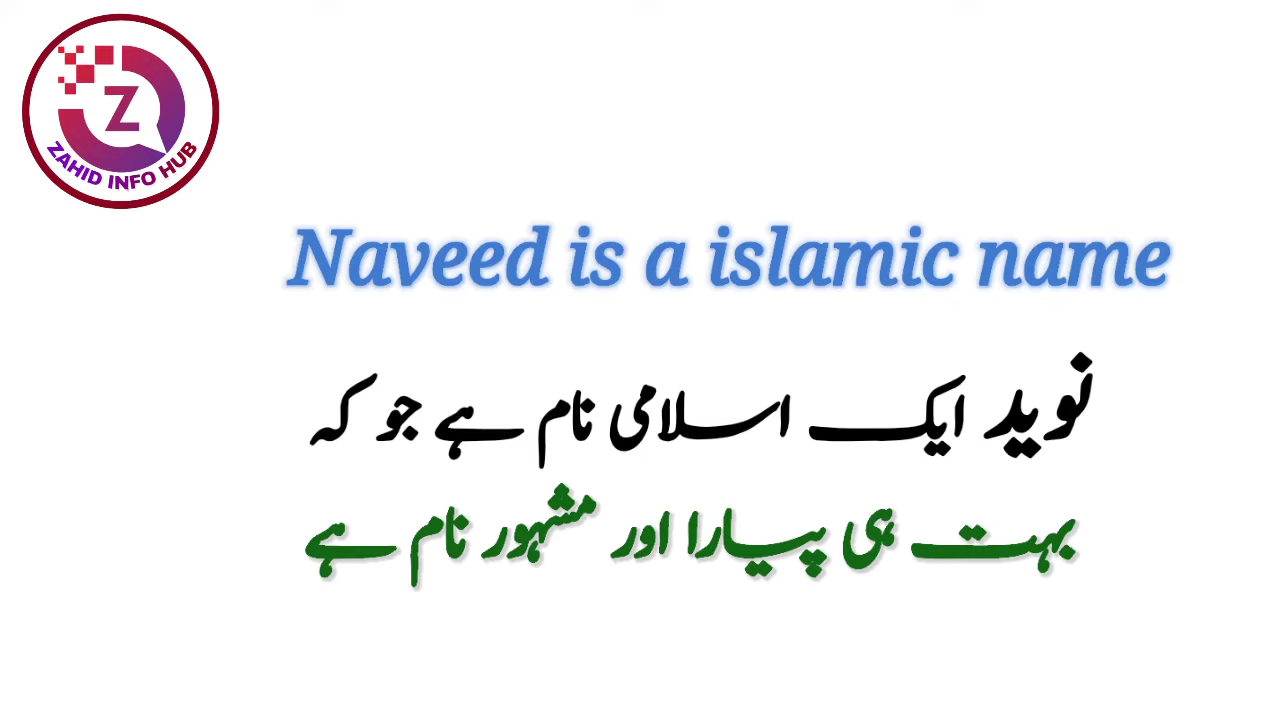 Z
ZAHID INFO HUB
Naveed is a islamic name
نوید ایک اسلامی نام ہے جو کہ
بہت ہی پیارا اور مشہور نام ہے